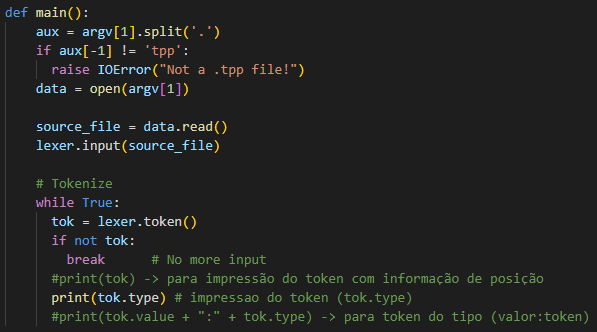 def main():
    aux = argv[1].split('.')
    if aux[-1] != 'tpp':
      raise IOError("Not a .tpp file!")
    data = open(argv[1])

    source_file = data.read()
    lexer.input(source_file)

    # Tokenize
    while True:
      tok = lexer.token()
      if not tok:
        break      # No more input
      #print(tok) -> para impressão do token com informação de posição
      print(tok.type) # impressao do token (tok.type)
      #print(tok.value + ":" + tok.type) -> para token do tipo (valor:token)